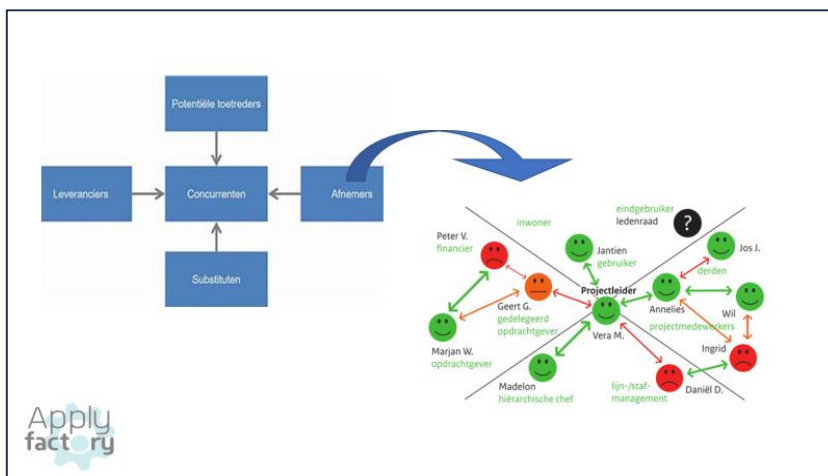 Potentiële toetreders
Leveranciers
Concurrenten
Afnemers
Substituten
inwoner
eindgebruiker
ledenraad
?
Peter V.
financier
Jantien
gebruiker
Jos J.
derden
Projectleider
Geert G.
gedelegeerd
opdrachtgever
Vera M.
Annelies
projectmedewerkers
Wil
Marjan W.
opdrachtgever
Ingrid
Madelon
hiërarchische chef
lijn-/staf-
management
Daniël D.
Apply
factory